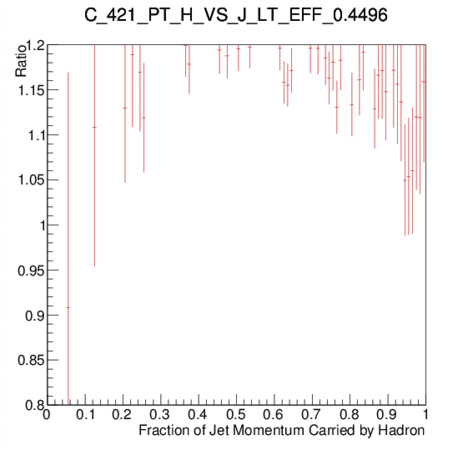 C_421_PT_H_VS_J_LT_EFF_0.4496
Ratio
1.2
1.15
1.1
1.05
1
0.95
0.9
0.85
0.8
0 0.1 0.2 0.3 0.4 0.5 0.6 0.7 0.8 0.9 1
Fraction of Jet Momentum Carried by Hadron